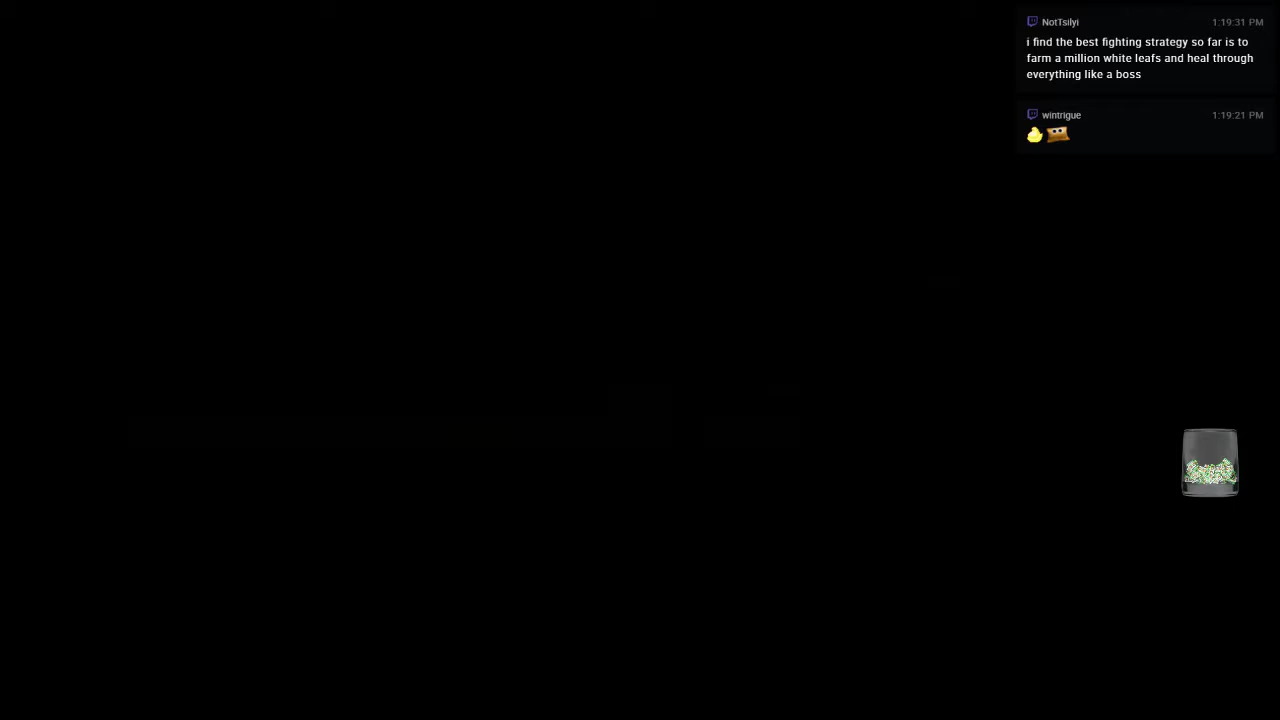 NotTsilyi 1:19:31 PM
i find the best fighting strategy so far is to
farm a million white leafs and heal through
everything like a boss
wintrigue 1:19:21 PM